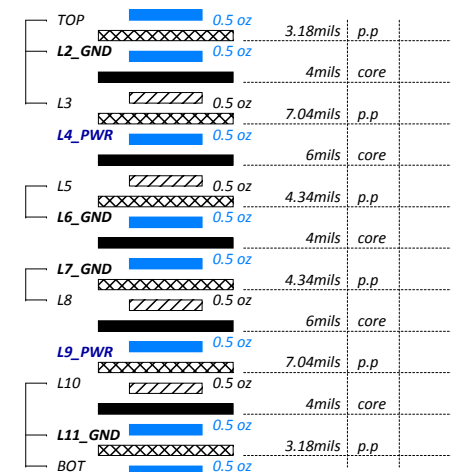 TOP 0.5 oz
3.18mils p.p
L2_GND 0.5 oz
4mils core
L3 0.5 oz
7.04mils p.p
L4_PWR 0.5 oz
6mils core
L5 0.5 oz
4.34mils p.p
L6_GND 0.5 oz
4mils core
L7_GND 0.5 oz
4.34mils p.p
L8 0.5 oz
6mils core
L9_PWR 0.5 oz
7.04mils p.p
L10 0.5 oz
4mils core
L11_GND 0.5 oz
3.18mils p.p
BOT 0.5 oz